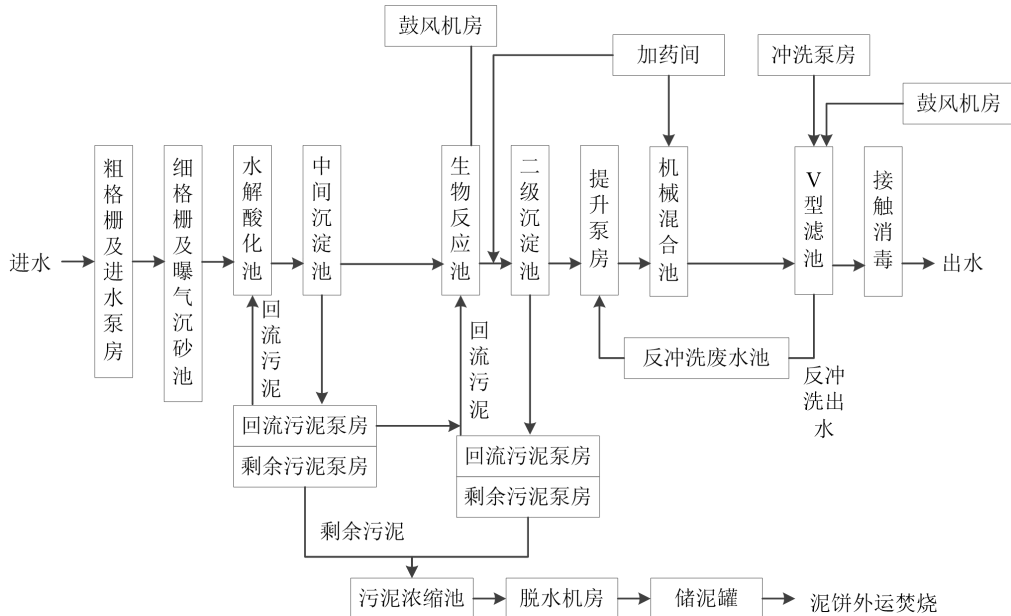 鼓风机房
加药间
冲洗泵房
鼓风机房
进水
粗格栅及进水泵房
细格栅及曝气沉砂池
水解酸化池
中间沉淀池
生物反应池
二级沉淀池
提升泵房
机械混合池
V型滤池
接触消毒
出水
回流污泥
回流污泥
反冲洗废水池
反冲
洗出
水
回流污泥泵房
剩余污泥泵房
回流污泥泵房
剩余污泥泵房
剩余污泥
污泥浓缩池
脱水机房
储泥罐
泥饼外运焚烧